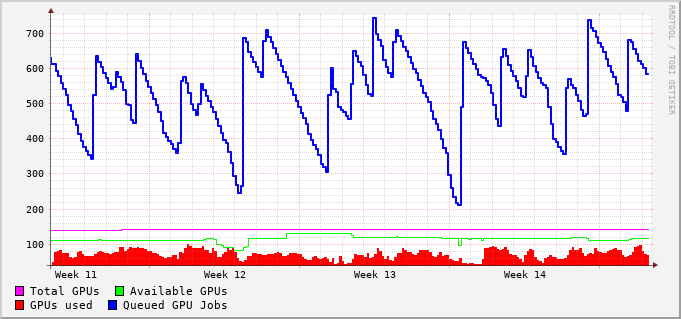 700
600
500
400
300
200
100
Week 11 Week 12 Week 13 Week 14
Total GPUs Available GPUs
GPUs used Queued GPU Jobs
RRDTOOL / TOBI OETIKER